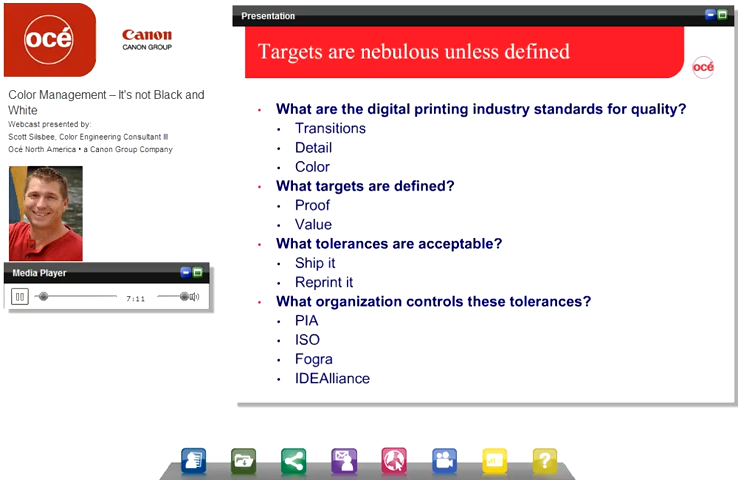 océ
Canon
CANON GROUP
Color Management – It's not Black and
White
Webcast presented by:
Scott Silsbee, Color Engineering Consultant III
Océ North America • a Canon Group Company
Media Player
7:11
Presentation
Targets are nebulous unless defined
océ
• What are the digital printing industry standards for quality?
• Transitions
• Detail
• Color
• What targets are defined?
• Proof
• Value
• What tolerances are acceptable?
• Ship it
• Reprint it
• What organization controls these tolerances?
• PIA
• ISO
• Fogra
• IDEAlliance
?